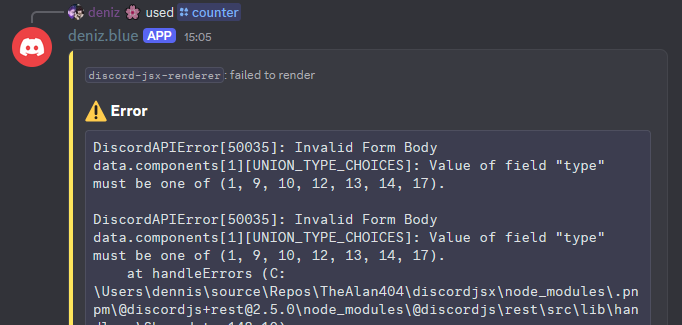 deniz 🌸 used counter
deniz.blue APP 15:05
discord-jsx-renderer: failed to render
⚠️ Error
DiscordAPIError[50035]: Invalid Form Body
data.components[1][UNION_TYPE_CHOICES]: Value of field "type"
must be one of (1, 9, 10, 12, 13, 14, 17).
DiscordAPIError[50035]: Invalid Form Body
data.components[1][UNION_TYPE_CHOICES]: Value of field "type"
must be one of (1, 9, 10, 12, 13, 14, 17).
at handleErrors (C:
\Users\dennis\source\Repos\TheAlan404\discordjsx\node_modules\.pn
pm\@discordjs+rest@2.5.0\node_modules\@discordjs\rest\src\lib\han